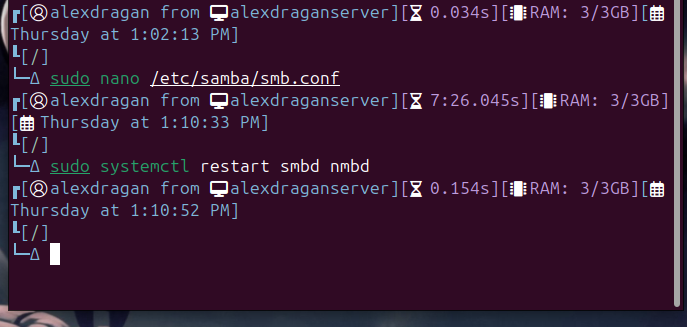 [alexdragan from alexdraganserver][ 0.034s][RAM: 3/3GB][
Thursday at 1:02:13 PM]
[/]
Δ sudo nano /etc/samba/smb.conf
[alexdragan from alexdraganserver][ 7:26.045s][RAM: 3/3GB]
[ Thursday at 1:10:33 PM]
[/]
Δ sudo systemctl restart smbd nmbd
[alexdragan from alexdraganserver][ 0.154s][RAM: 3/3GB][
Thursday at 1:10:52 PM]
[/]
Δ